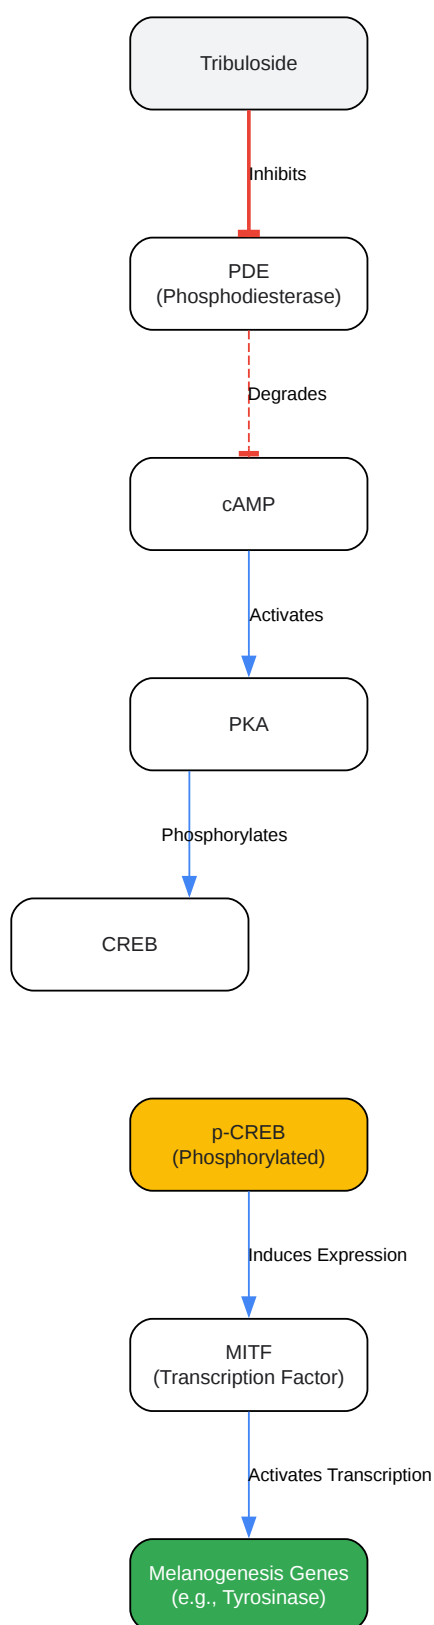 Tribuloside
Inhibits
PDE
(Phosphodiesterase)
Degrades
cAMP
Activates
PKA
Phosphorylates
CREB
p-CREB
(Phosphorylated)
Induces Expression
MITF
(Transcription Factor)
Activates Transcription
Melanogenesis Genes
(e.g., Tyrosinase)